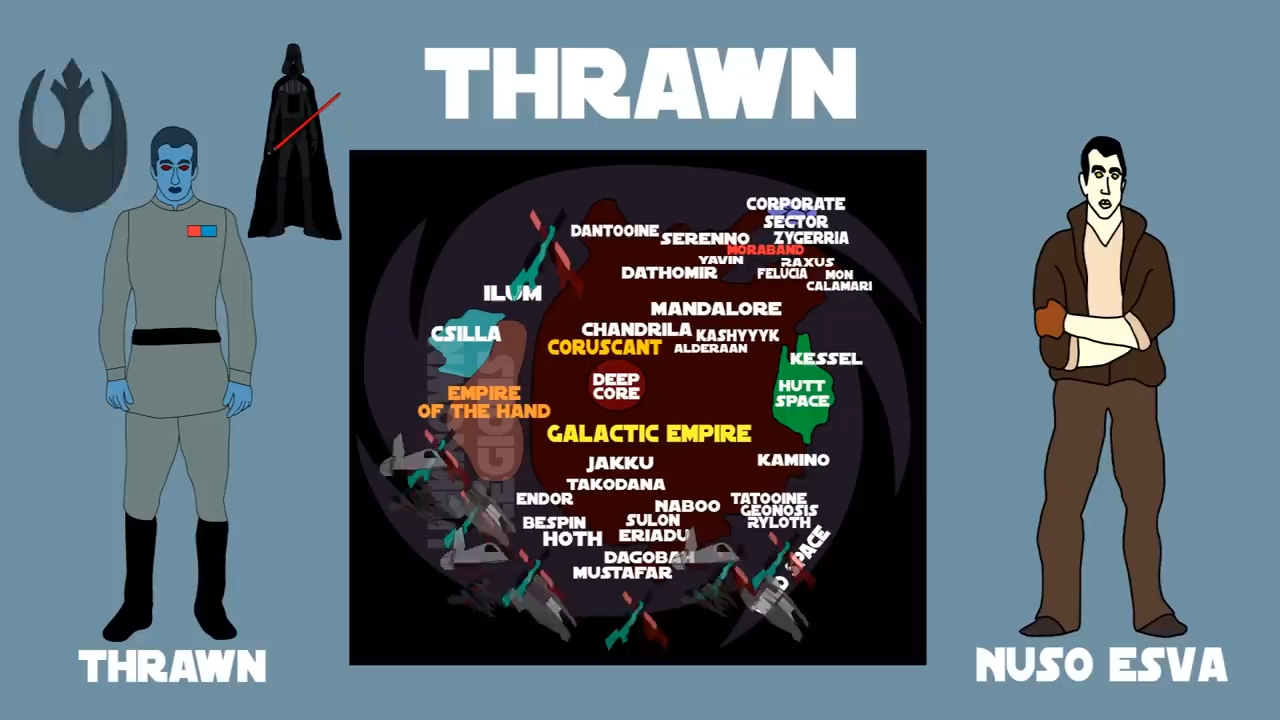 THRAWN
CORPORATE
SECTOR
DANTOOINE
SERENNO
ZYGERRIA
MORABAND
YAVIN
RAXUS
DATHOMIR
FELUCIA
MON
CALAMARI
ILUM
MANDALORE
CSILLA
CHANDRILA
KASHYYYK
CORUSCANT
ALDERAAN
KESSEL
DEEP
CORE
HUTT
SPACE
EMPIRE
OF THE HAND
GALACTIC EMPIRE
JAKKU
KAMINO
TAKODANA
ENDOR
NABOO
TATOOINE
GEONOSIS
BESPIN
SULON
RYLOTH
HOTH
ERIADU
SPACE
DAGOBAH
MUSTAFAR
THRAWN
NUSO ESVA